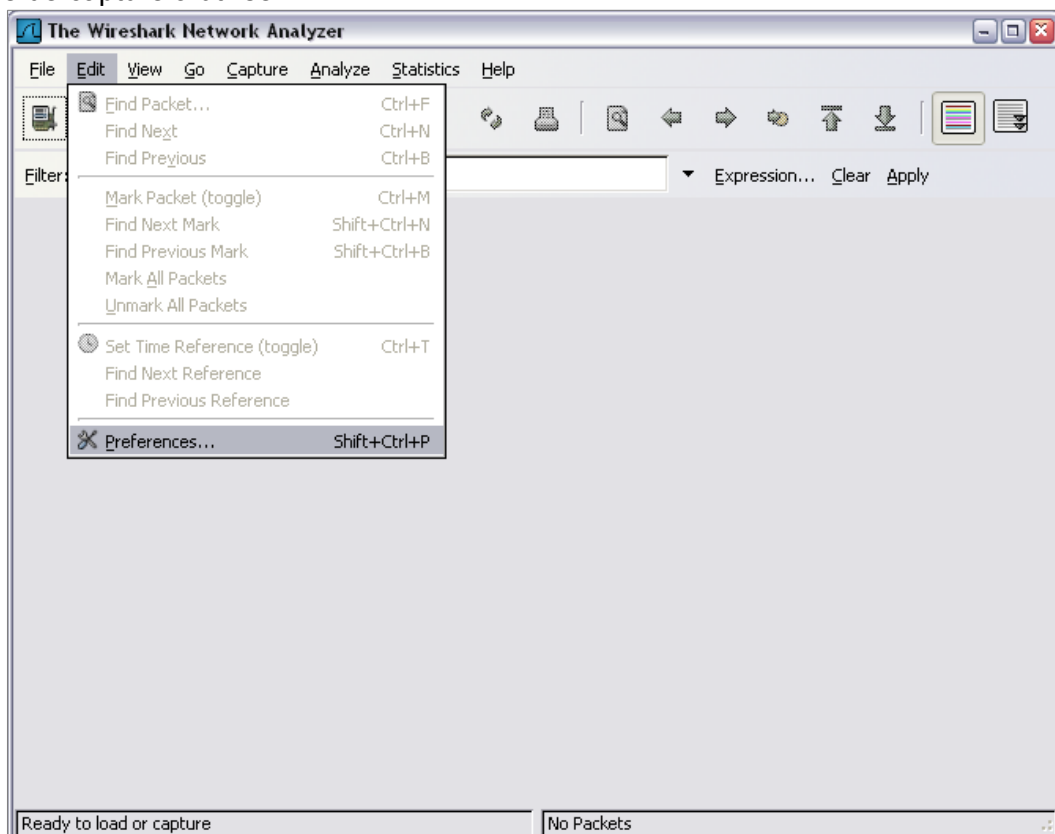 The Wireshark Network Analyzer
File Edit View Go Capture Analyze Statistics Help
Find Packet... Ctrl+F
Find Next Ctrl+N
Find Previous Ctrl+B
Filter: Expression... Clear Apply
Mark Packet (toggle) Ctrl+M
Find Next Mark Shift+Ctrl+N
Find Previous Mark Shift+Ctrl+B
Mark All Packets
Unmark All Packets
Set Time Reference (toggle) Ctrl+T
Find Next Reference
Find Previous Reference
Preferences... Shift+Ctrl+P
Ready to load or capture No Packets